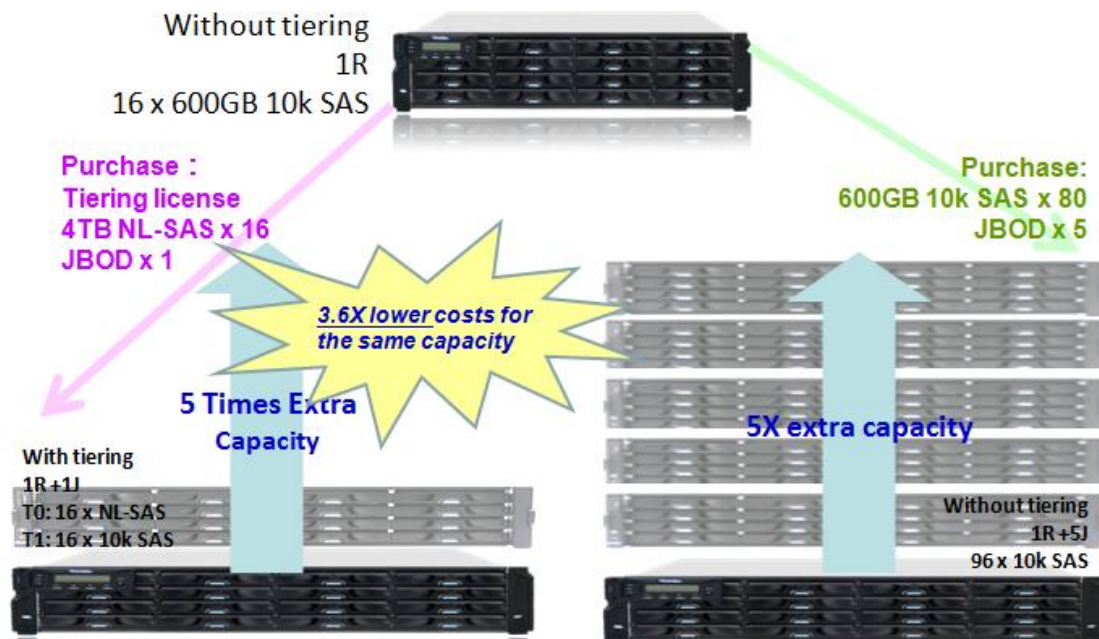 Without tiering
1R
16 x 600GB 10k SAS
Purchase :
Tiering license
4TB NL-SAS x 16
JBOD x 1
Purchase:
600GB 10k SAS x 80
JBOD x 5
3.6X lower costs for
the same capacity
5 Times Extra
Capacity
5X extra capacity
With tiering
1R +1J
T0: 16 x NL-SAS
T1: 16 x 10k SAS
Without tiering
1R +5J
96 x 10k SAS